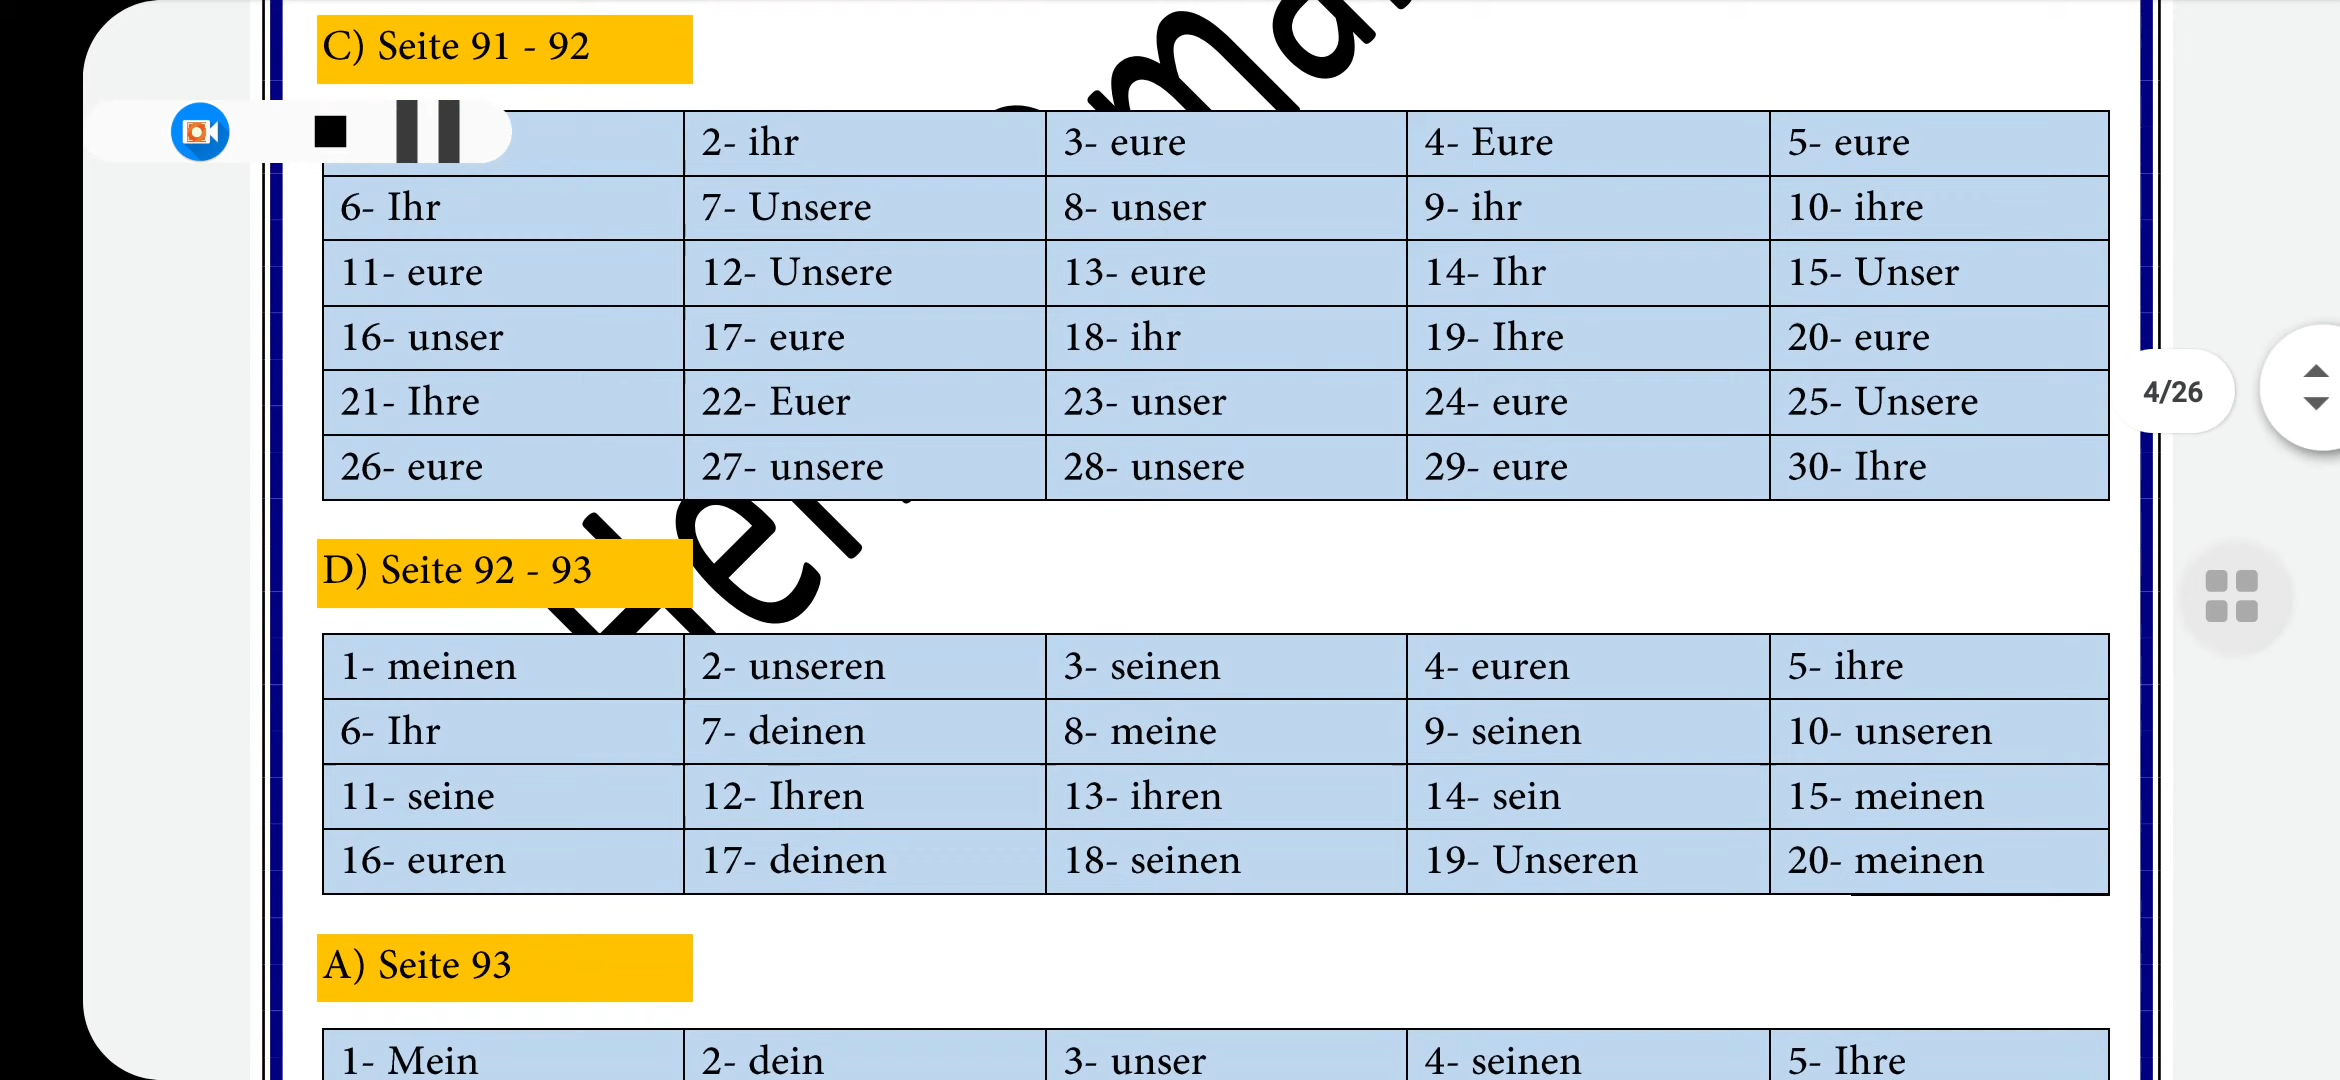 C) Seite 91 - 92
2- ihr 3- eure 4- Eure 5- eure
6- Ihr 7- Unsere 8- unser 9- ihr 10- ihre
11- eure 12- Unsere 13- eure 14- Ihr 15- Unser
16- unser 17- eure 18- ihr 19- Ihre 20- eure
4/26
21- Ihre 22- Euer 23- unser 24- eure 25- Unsere
26- eure 27- unsere 28- unsere 29- eure 30- Ihre
D) Seite 92 - 93
1- meinen 2- unseren 3- seinen 4- euren 5- ihre
6- Ihr 7- deinen 8- meine 9- seinen 10- unseren
11- seine 12- Ihren 13- ihren 14- sein 15- meinen
16- euren 17- deinen 18- seinen 19- Unseren 20- meinen
A) Seite 93
1- Mein 2- dein 3- unser 4- seinen 5- Ihre